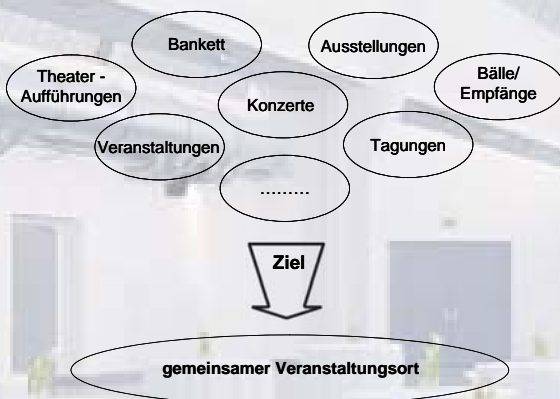 Bankett
Ausstellungen
Theater -
Aufführungen
Bälle/
Empfänge
Konzerte
Veranstaltungen
Tagungen
.........
Ziel
gemeinsamer Veranstaltungsort